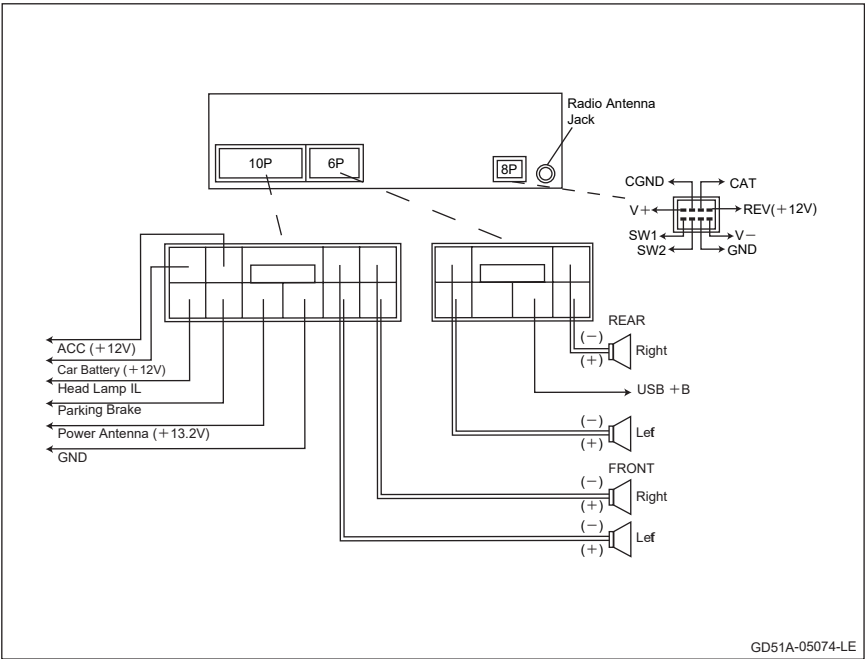 Radio Antenna
Jack
10P
6P
8P
CGND
CAT
V+
REV(+12V)
SW1
V−
SW2
GND
REAR
(−)
(+)
Right
ACC (+12V)
Car Battery (+12V)
Head Lamp IL
Parking Brake
Power Antenna (+13.2V)
GND
USB +B
(−)
(+)
Lef
FRONT
(−)
(+)
Right
(−)
(+)
Lef
GD51A-05074-LE